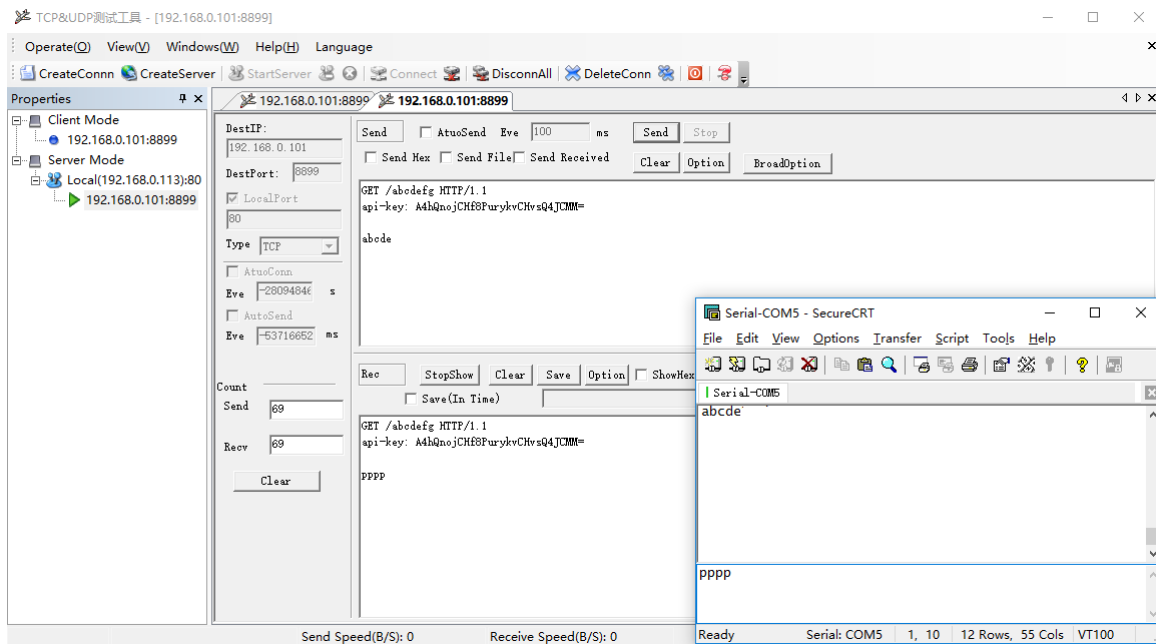 TCP&UDP测试工具 - [192.168.0.101:8899]
Operate(O) View(V) Windows(W) Help(H) Language
CreateConnn CreateServer StartServer Connect DisconnAll DeleteConn
Properties
192.168.0.101:8899 192.168.0.101:8899
Client Mode
192.168.0.101:8899
Server Mode
Local(192.168.0.113):80
192.168.0.101:8899
DestIP:
192.168.0.101
DestPort: 8899
LocalPort
80
Type TCP
AtuoConn
Eve -2809484 s
AutoSend
Eve -53716652 ms
Count
Send 69
Recv 69
Clear
Send AtuoSend Eve 100 ms Send Stop
Send Hex Send File Send Received Clear Option BroadOption
GET /abcdefg HTTP/1.1
api-key: A4hQnojCHf8PurykvCHvsQ4JCMM=
abcde
Rec StopShow Clear Save Option ShowHex
Save(In Time)
GET /abcdefg HTTP/1.1
api-key: A4hQnojCHf8PurykvCHvsQ4JCMM=
pppp
Serial-COM5 - SecureCRT
File Edit View Options Transfer Script Tools Help
Serial-COM5
abcde
pppp
Ready Serial: COM5 1, 10 12 Rows, 55 Cols VT100
Send Speed(B/S): 0 Receive Speed(B/S): 0